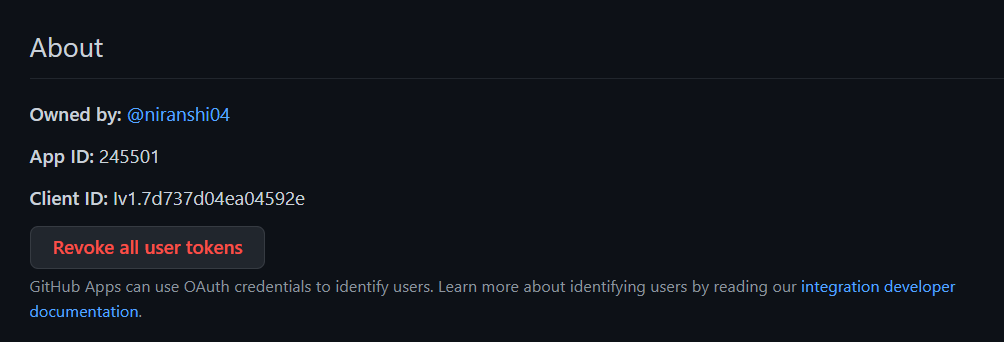 About
Owned by: @niranshi04
App ID: 245501
Client ID: Iv1.7d737d04ea04592e
Revoke all user tokens
GitHub Apps can use OAuth credentials to identify users. Learn more about identifying users by reading our integration developer
documentation.